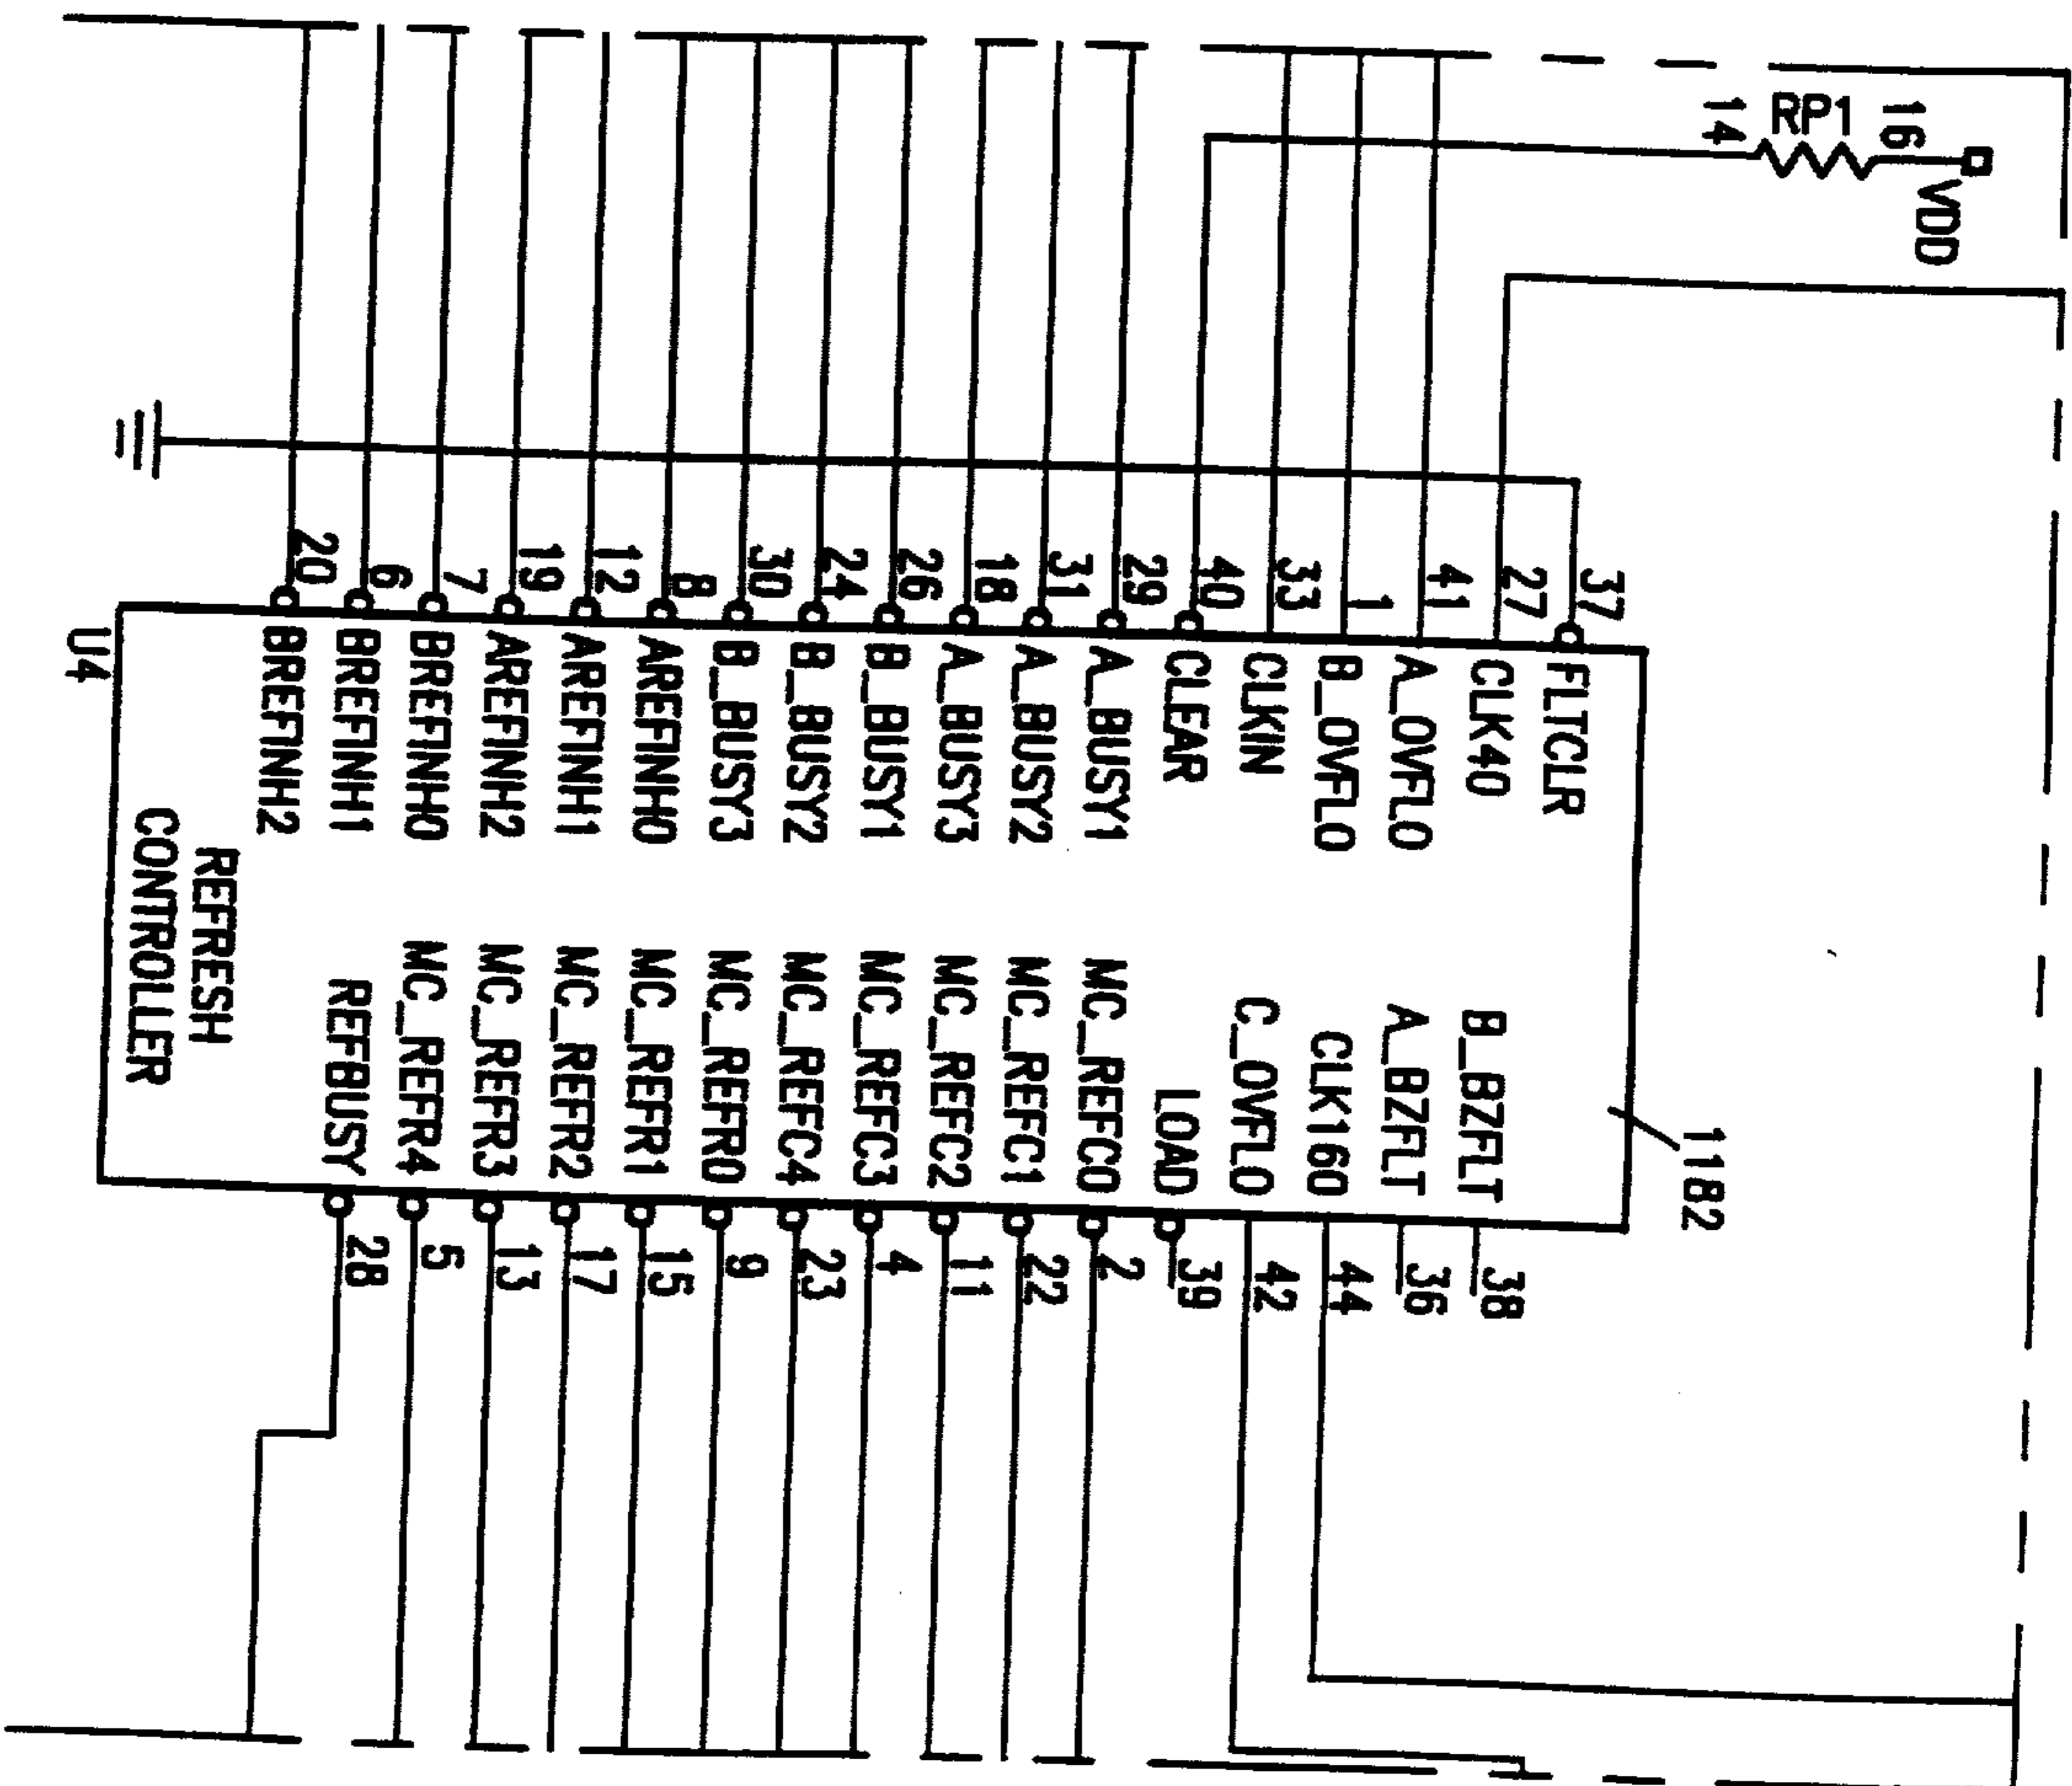 14 RP1 16
VDD
37 FLTCLR
27 CLK40
41 A_OVFLO
1 B_OVFLO
33 CLKIN
40 CLEAR
29 A_BUSY1
31 A_BUSY2
18 A_BUSY3
26 B_BUSY1
24 B_BUSY2
30 B_BUSY3
8 AREFINH0
12 AREFINH1
19 AREFINH2
7 BREFINH0
6 BREFINH1
20 BREFINH2
1182
B_BZFLT 38
A_BZFLT 36
CLK160 44
C_OVFLO 42
LOAD 39
MC_REFC0 2
MC_REFC1 22
MC_REFC2 11
MC_REFC3 4
MC_REFC4 23
MC_REFR0 9
MC_REFR1 15
MC_REFR2 17
MC_REFR3 13
MC_REFR4 5
REFBUSY 28
REFRESH
CONTROLLER
U4